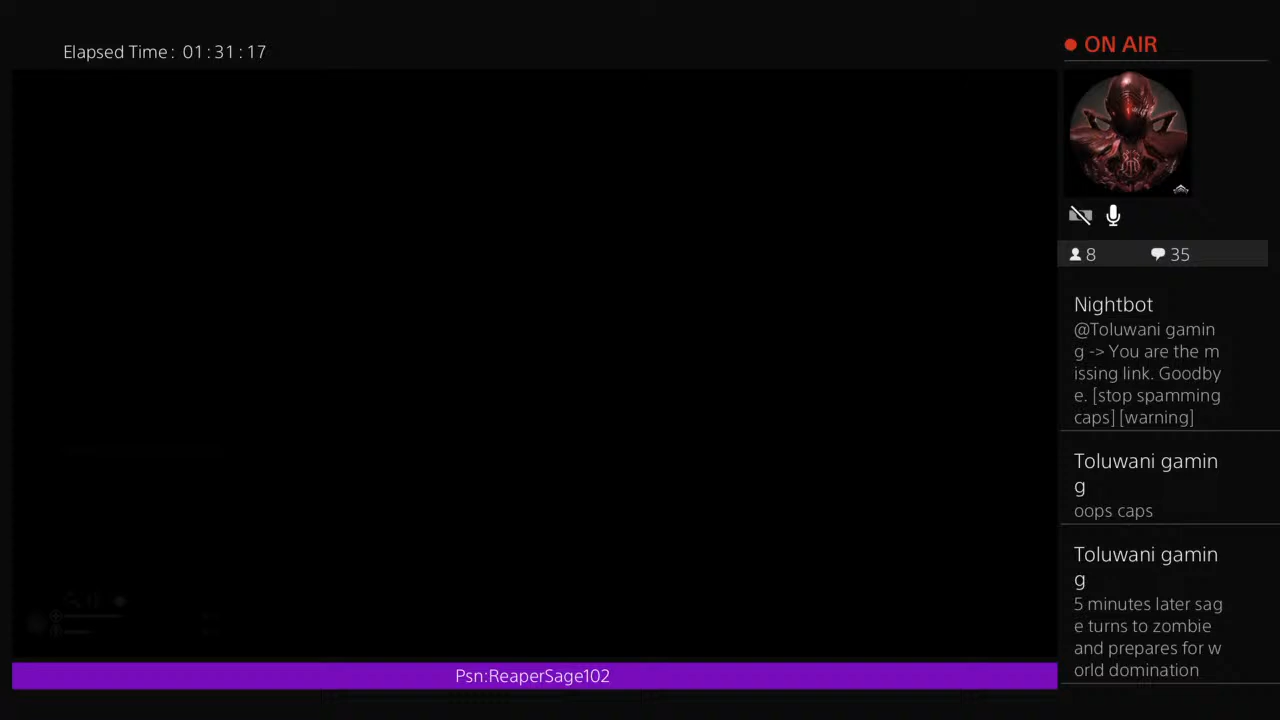 Elapsed Time: 01:31:17
ON AIR
8
35
Nightbot
@Toluwani gamin
g -> You are the m
issing link. Goodby
e. [stop spamming
caps] [warning]
Toluwani gamin
g
oops caps
Toluwani gamin
g
5 minutes later sag
e turns to zombie
and prepares for w
orld domination
Psn:ReaperSage102